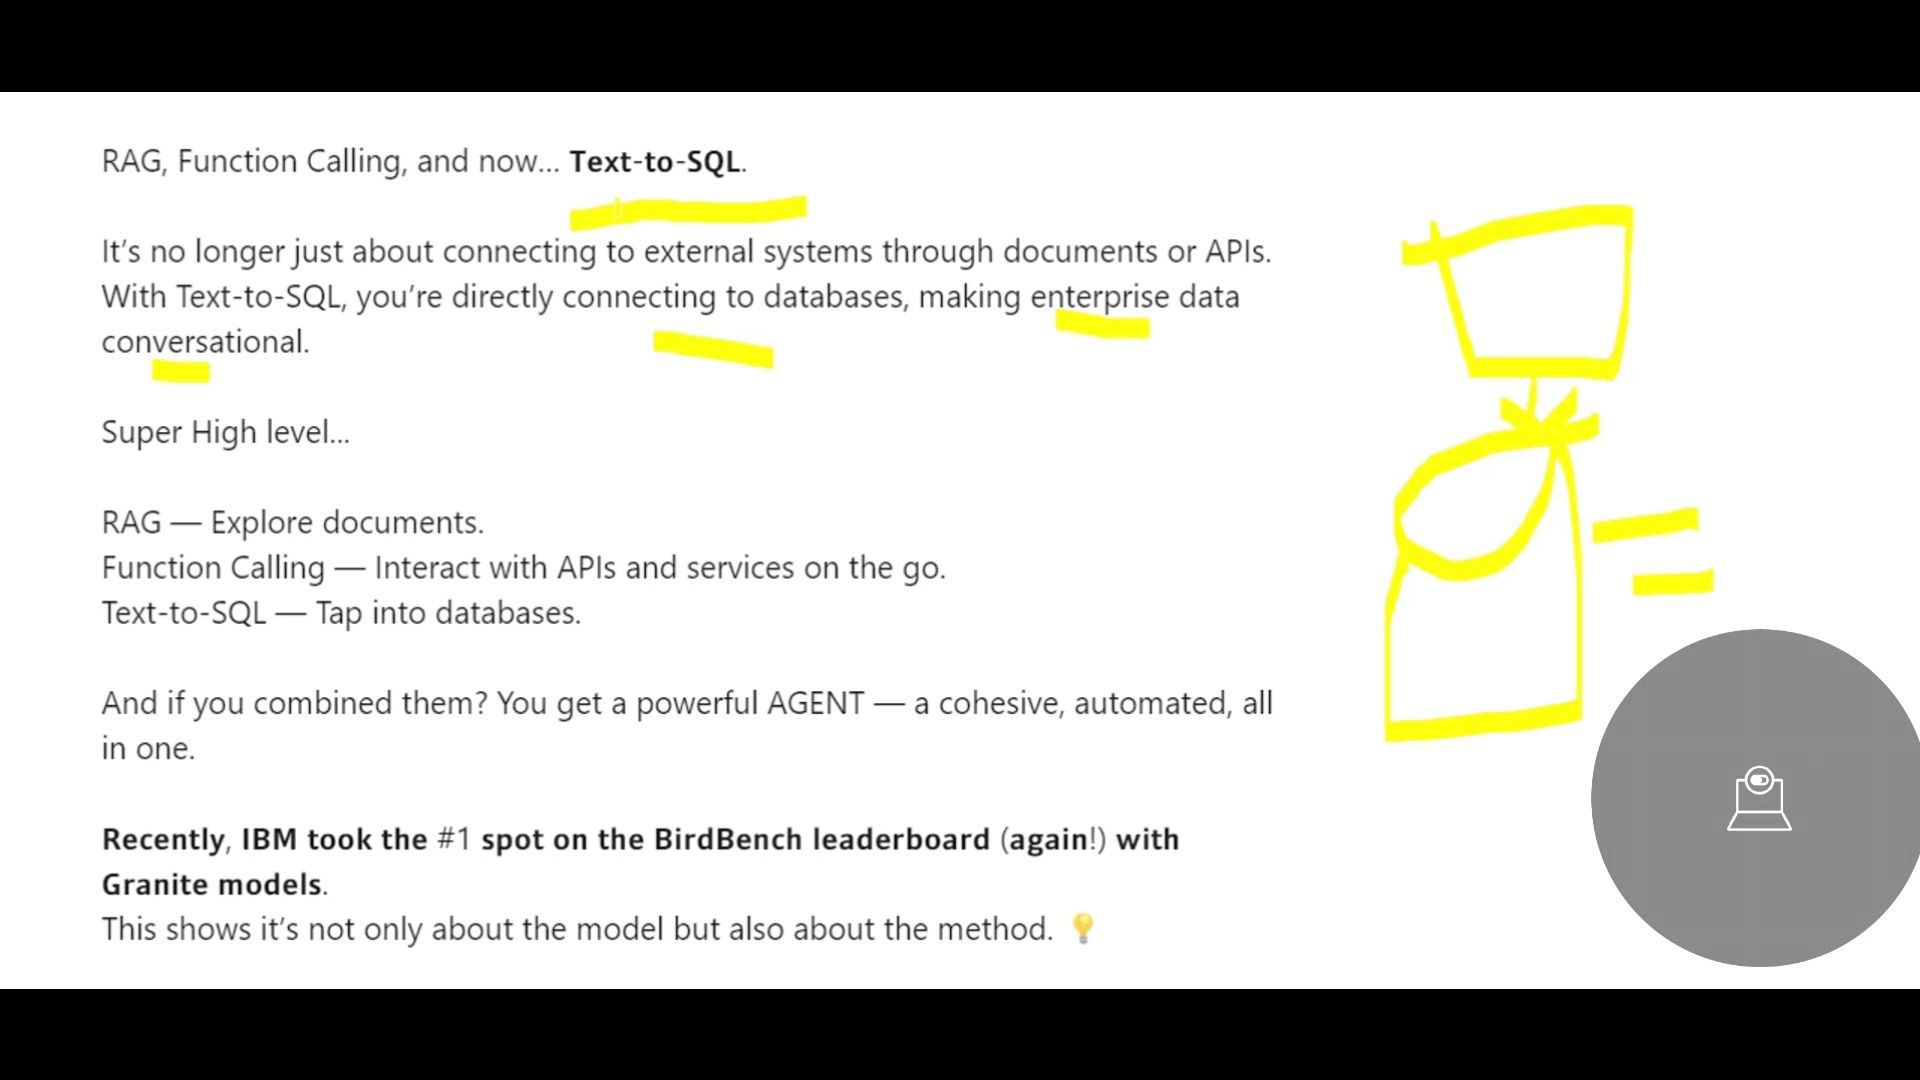 RAG, Function Calling, and now... Text-to-SQL.
It’s no longer just about connecting to external systems through documents or APIs.
With Text-to-SQL, you’re directly connecting to databases, making enterprise data
conversational.
Super High level...
RAG — Explore documents.
Function Calling — Interact with APIs and services on the go.
Text-to-SQL — Tap into databases.
And if you combined them? You get a powerful AGENT — a cohesive, automated, all
in one.
Recently, IBM took the #1 spot on the BirdBench leaderboard (again!) with
Granite models.
This shows it’s not only about the model but also about the method. 💡